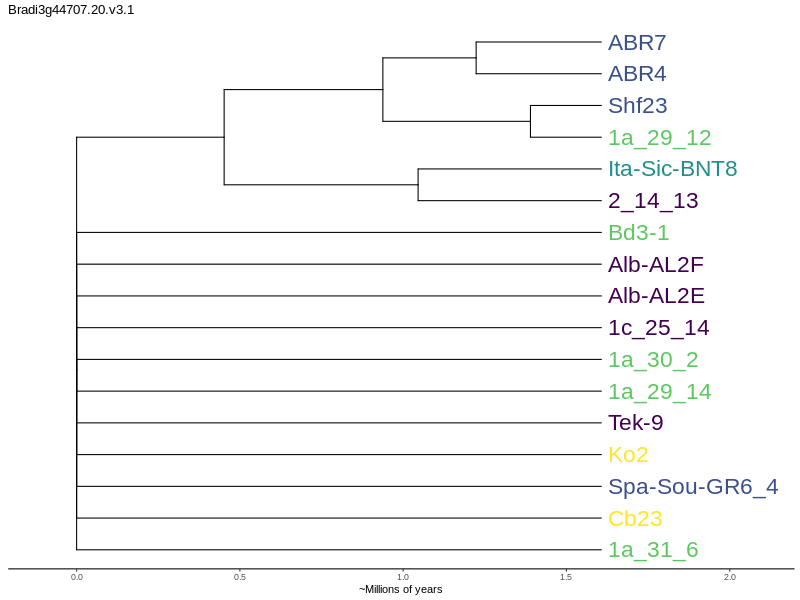 Bradi3g44707.20.v3.1
ABR7
ABR4
Shf23
1a_29_12
Ita-Sic-BNT8
2_14_13
Bd3-1
Alb-AL2F
Alb-AL2E
1c_25_14
1a_30_2
1a_29_14
Tek-9
Ko2
Spa-Sou-GR6_4
Cb23
1a_31_6
0.0 0.5 1.0 1.5 2.0
~Millions of years